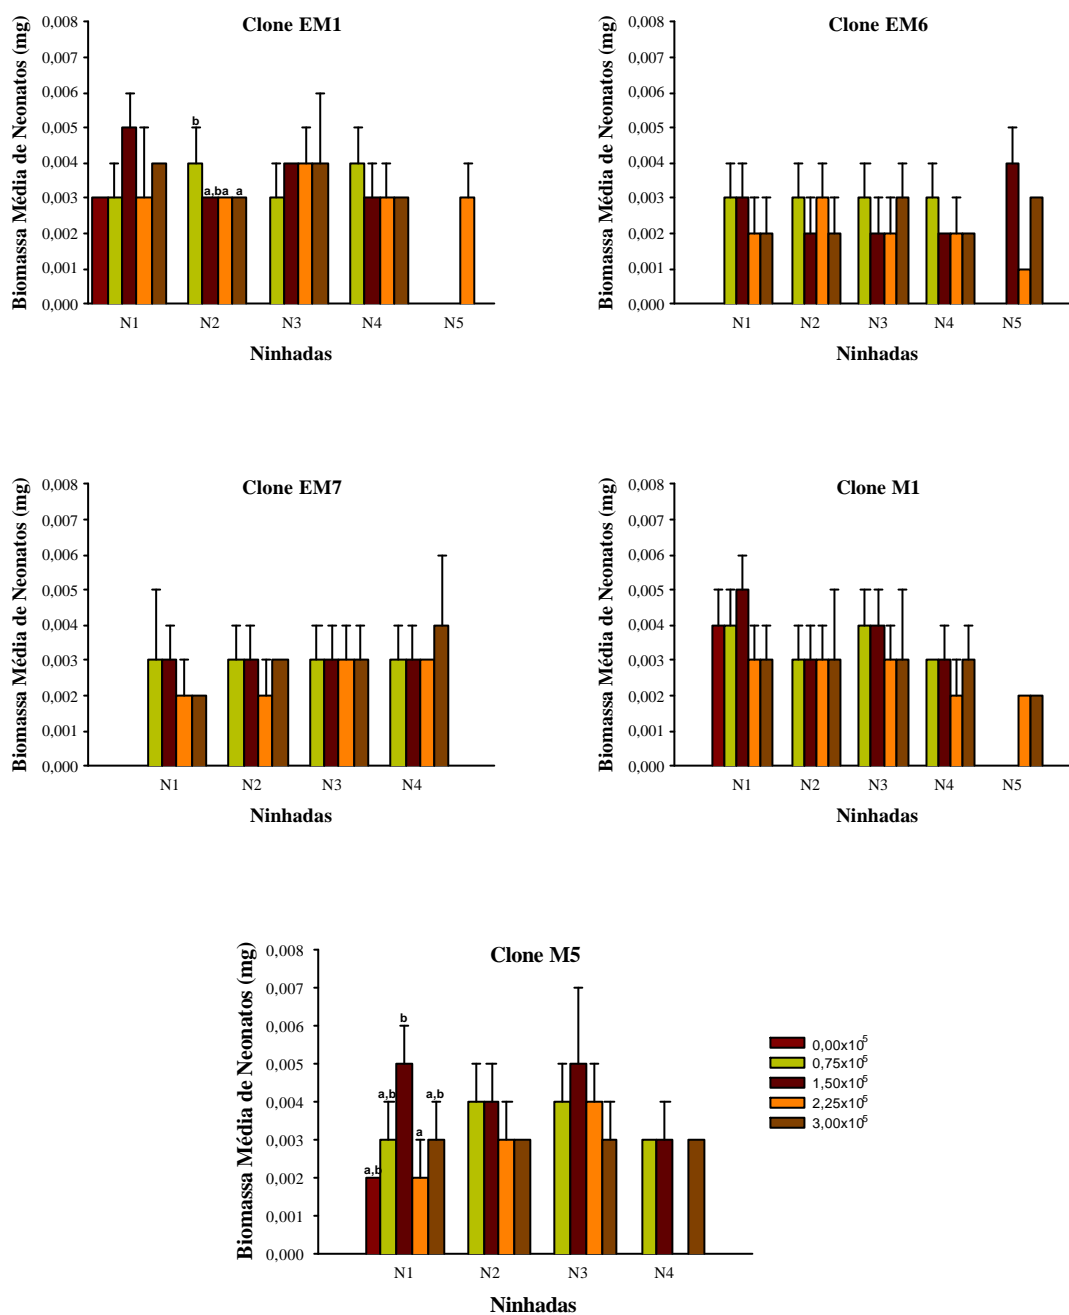 Clone EM1
Biomassa Média de Neonatos (mg)
0,008
0,007
0,006
0,005
0,004
0,003
0,002
0,001
0,000
b
a,ba a
N1 N2 N3 N4 N5
Ninhadas
Clone EM6
Biomassa Média de Neonatos (mg)
0,008
0,007
0,006
0,005
0,004
0,003
0,002
0,001
0,000
N1 N2 N3 N4 N5
Ninhadas
Clone EM7
Biomassa Média de Neonatos (mg)
0,008
0,007
0,006
0,005
0,004
0,003
0,002
0,001
0,000
N1 N2 N3 N4
Ninhadas
Clone M1
Biomassa Média de Neonatos (mg)
0,008
0,007
0,006
0,005
0,004
0,003
0,002
0,001
0,000
N1 N2 N3 N4 N5
Ninhadas
Clone M5
Biomassa Média de Neonatos (mg)
0,008
0,007
0,006
0,005
0,004
0,003
0,002
0,001
0,000
b
a,b a,b
a
a,b
N1 N2 N3 N4
Ninhadas
0,00x10⁵
0,75x10⁵
1,50x10⁵
2,25x10⁵
3,00x10⁵